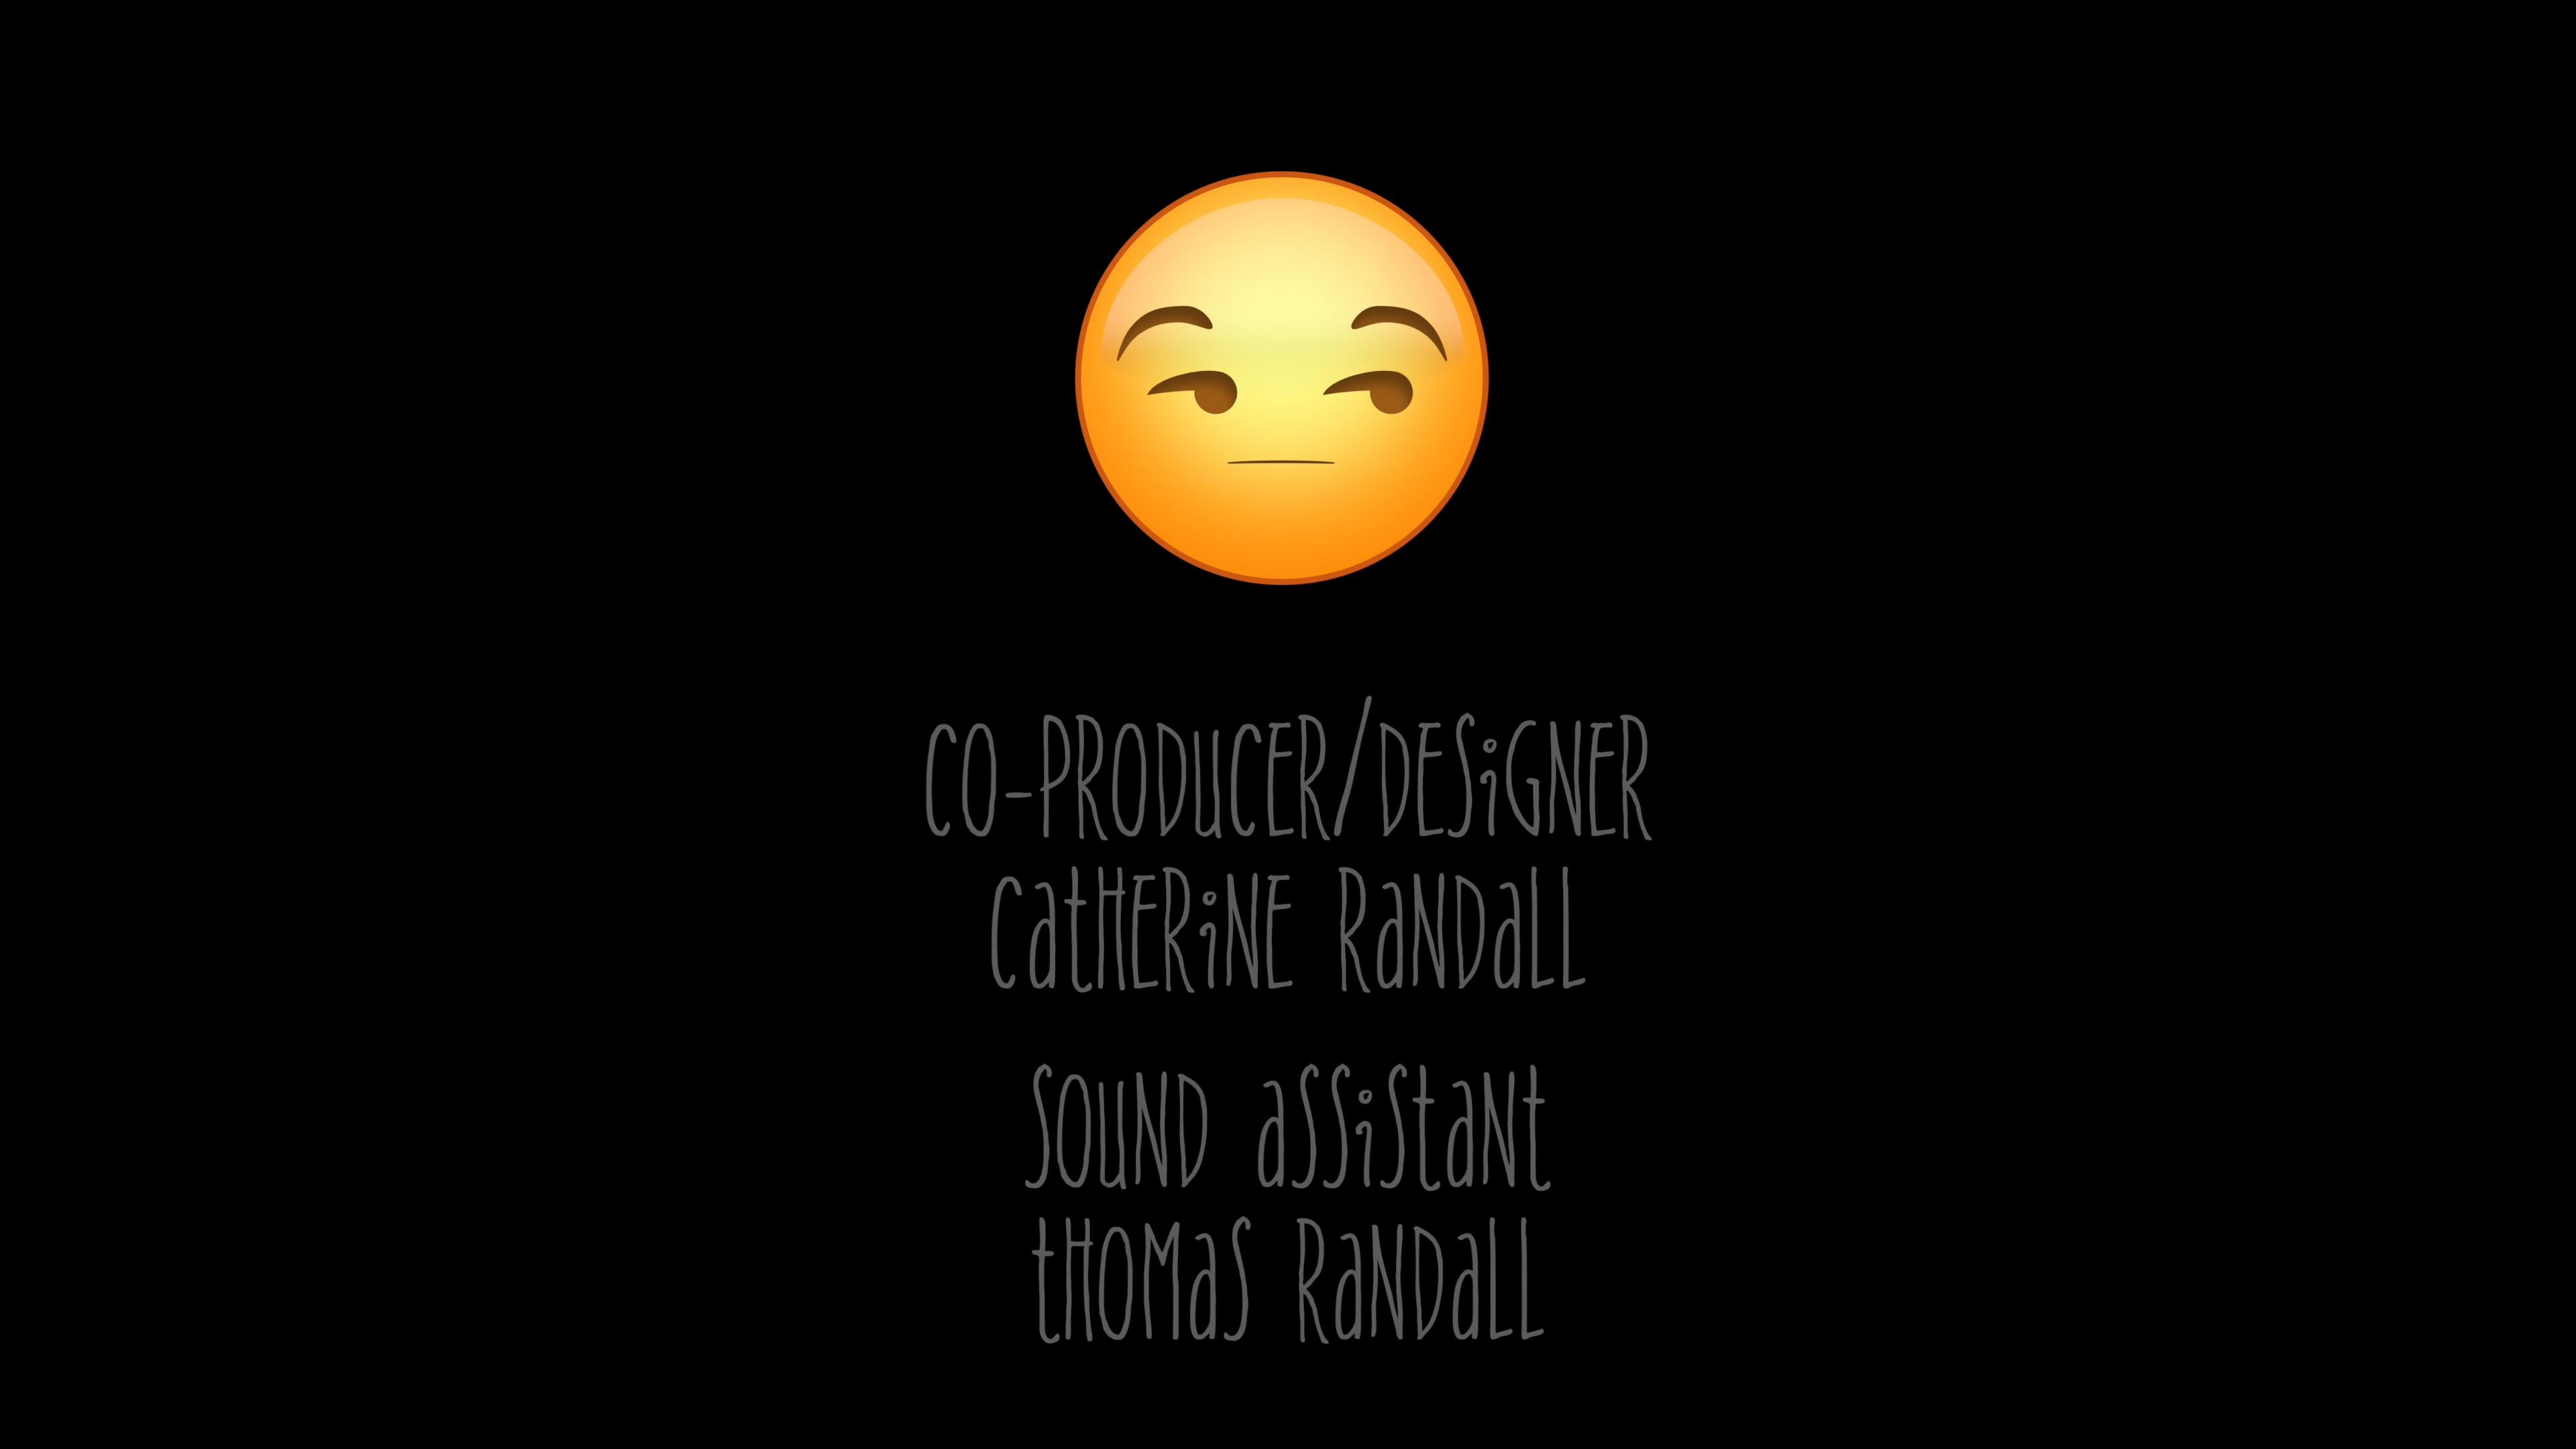 CO-PRODUCER/DESIGNER
CATHERINE RANDALL
SOUND ASSISTANT
THOMAS RANDALL